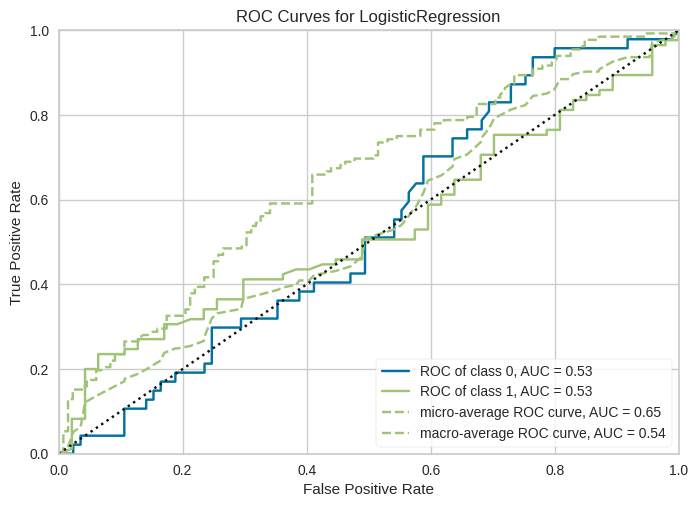 ROC Curves for LogisticRegression
1.0
0.8
0.6
0.4
0.2
0.0
True Positive Rate
0.0 0.2 0.4 0.6 0.8 1.0
False Positive Rate
ROC of class 0, AUC = 0.53
ROC of class 1, AUC = 0.53
micro-average ROC curve, AUC = 0.65
macro-average ROC curve, AUC = 0.54